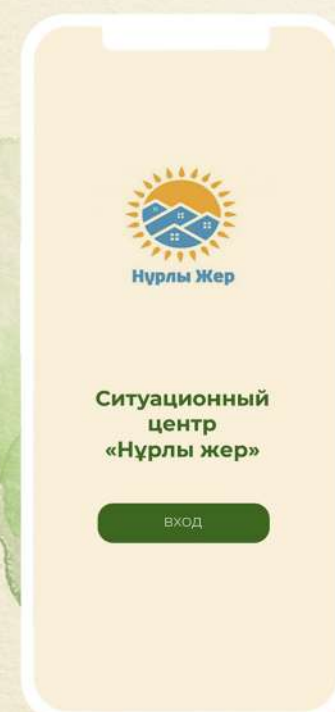 Нұрлы Жер
Ситуационный
центр
«Нұрлы жер»
ВХОД